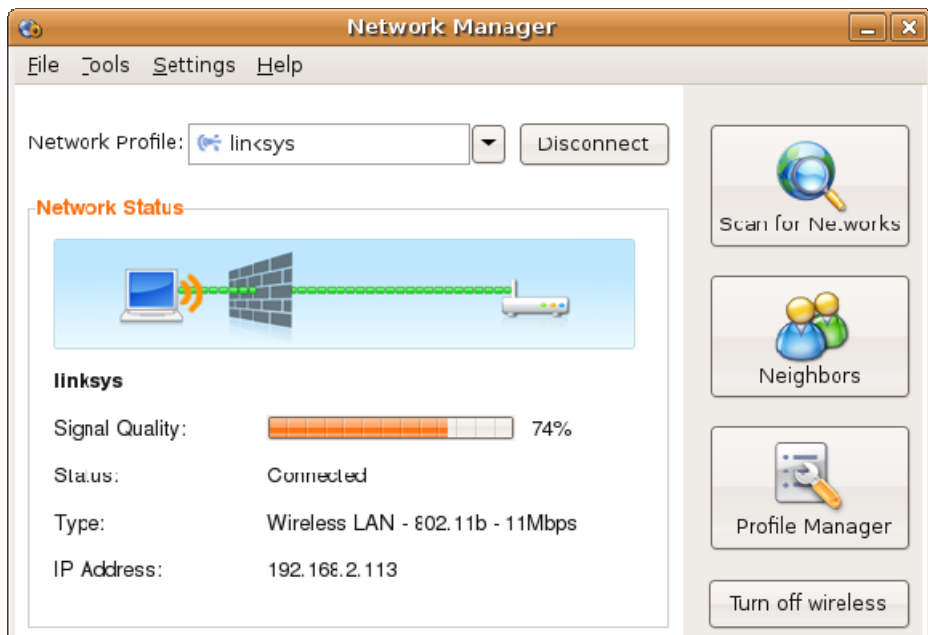 Network Manager
File Tools Settings Help
Network Profile: linksys Disconnect
Network Status
linksys
Signal Quality: 74%
Status: Connected
Type: Wireless LAN - 802.11b - 11Mbps
IP Address: 192.168.2.113
Scan for Networks
Neighbors
Profile Manager
Turn off wireless